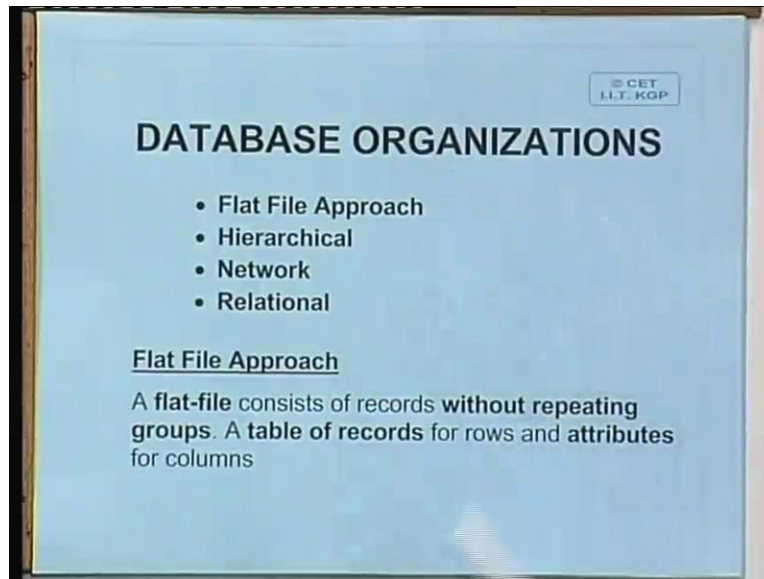 © CET
I.I.T. KGP
DATABASE ORGANIZATIONS
• Flat File Approach
• Hierarchical
• Network
• Relational
Flat File Approach
A flat-file consists of records without repeating
groups. A table of records for rows and attributes
for columns